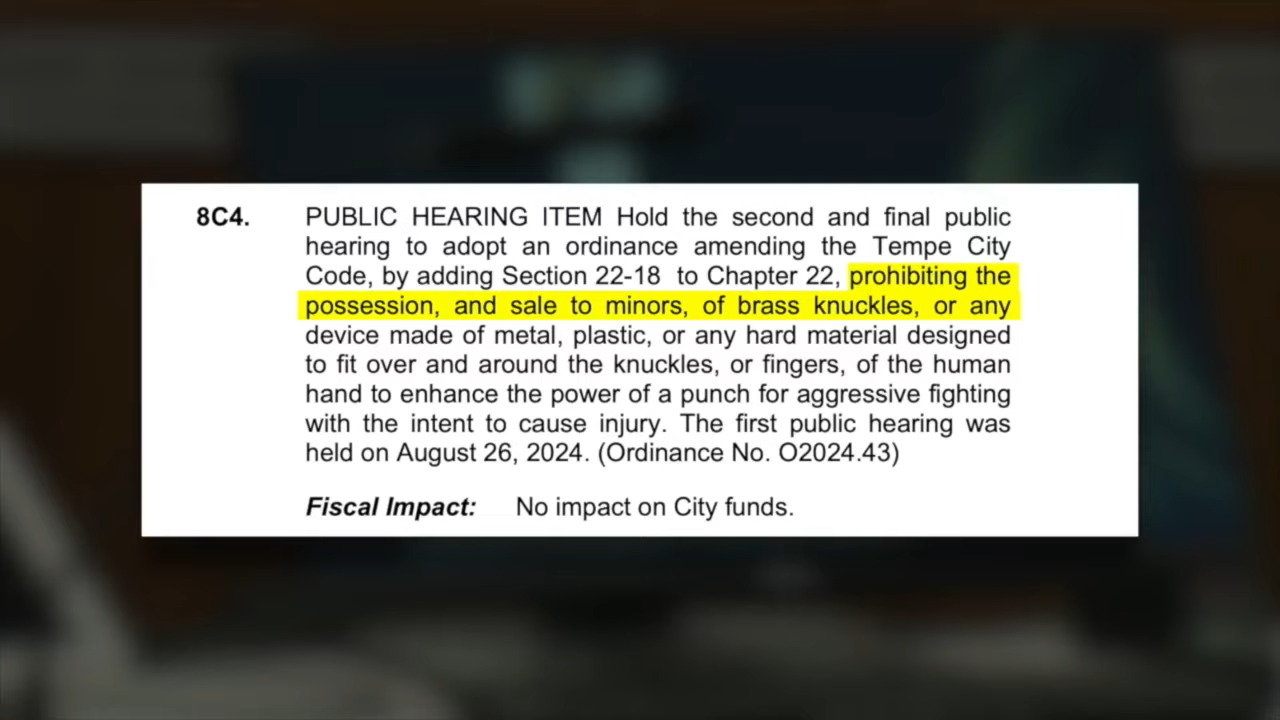 8C4. PUBLIC HEARING ITEM Hold the second and final public
hearing to adopt an ordinance amending the Tempe City
Code, by adding Section 22-18 to Chapter 22, prohibiting the
possession, and sale to minors, of brass knuckles, or any
device made of metal, plastic, or any hard material designed
to fit over and around the knuckles, or fingers, of the human
hand to enhance the power of a punch for aggressive fighting
with the intent to cause injury. The first public hearing was
held on August 26, 2024. (Ordinance No. O2024.43)
Fiscal Impact: No impact on City funds.